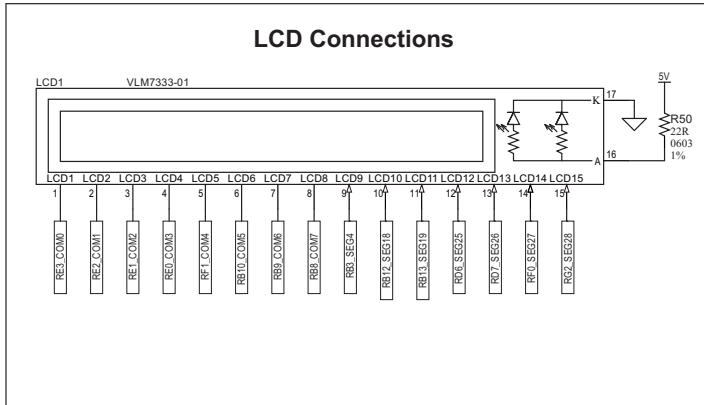 LCD Connections
LCD1 VLM7333-01
5V
17
K
R50
22R
0603
1%
16
A
LCD1 LCD2 LCD3 LCD4 LCD5 LCD6 LCD7 LCD8 LCD9 LCD10 LCD11 LCD12 LCD13 LCD14 LCD15
1 2 3 4 5 6 7 8 9 10 11 12 13 14 15
RE3_COM0
RE2_COM1
RE1_COM2
RE0_COM3
RF1_COM4
RB10_COM5
RB9_COM6
RB8_COM7
RB3_SEG4
RB12_SEG18
RB13_SEG19
RD6_SEG25
RD7_SEG26
RF0_SEG27
RG2_SEG28